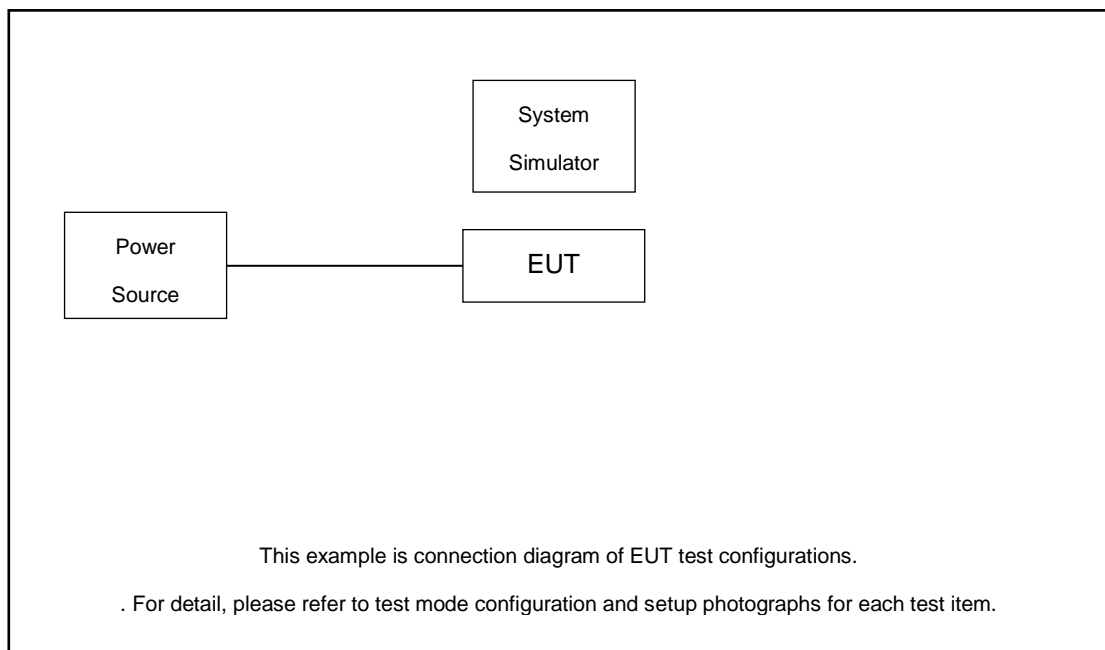 System
Simulator
Power
Source
EUT
This example is connection diagram of EUT test configurations.
. For detail, please refer to test mode configuration and setup photographs for each test item.